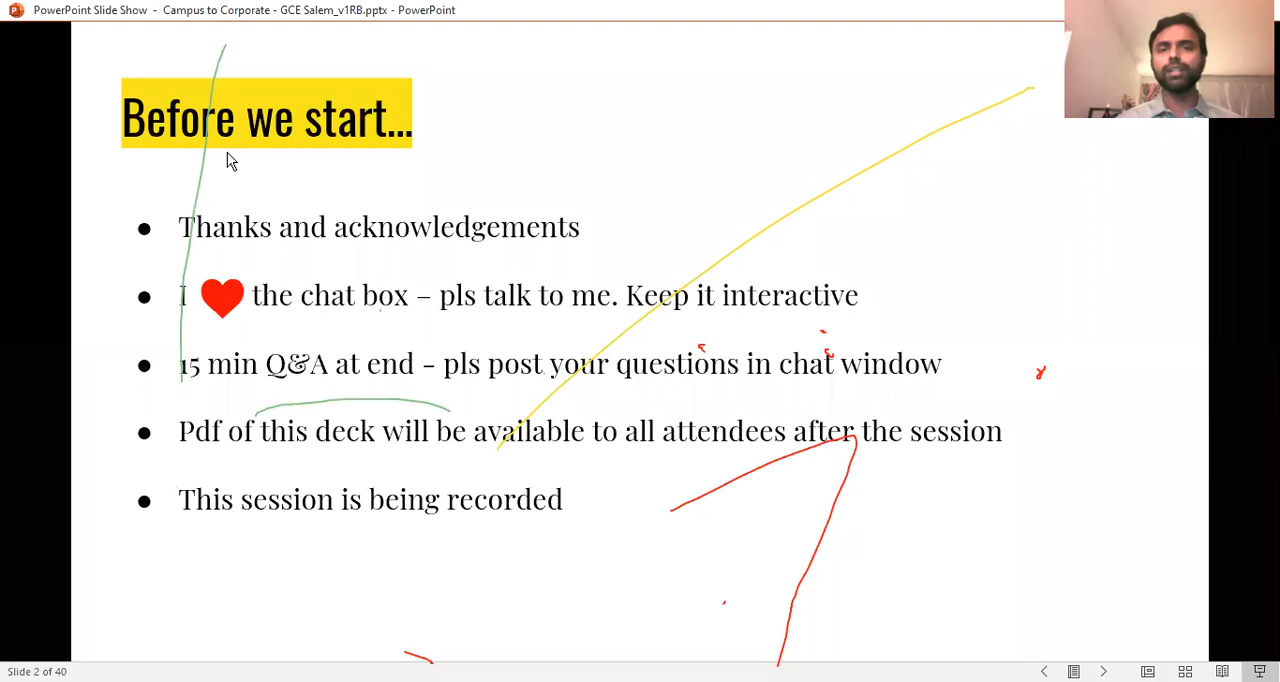 PowerPoint Slide Show - Campus to Corporate - GCE Salem_v1RB.pptx - PowerPoint
Before we start...
● Thanks and acknowledgements
● I ❤ the chat box – pls talk to me. Keep it interactive
● 15 min Q&A at end - pls post your questions in chat window
● Pdf of this deck will be available to all attendees after the session
● This session is being recorded
Slide 2 of 40